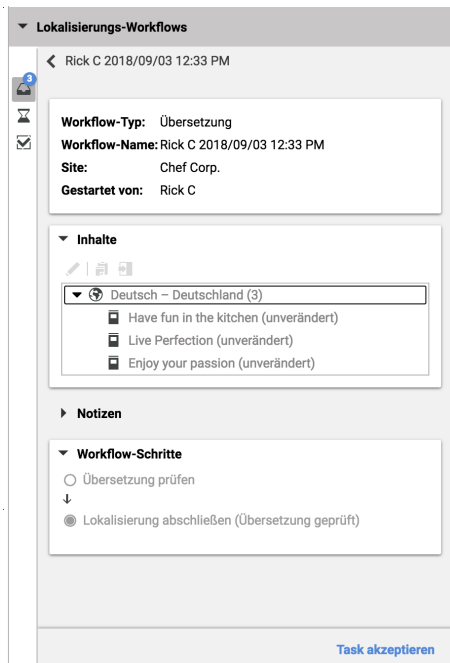 Lokalisierungs-Workflows
Rick C 2018/09/03 12:33 PM
3
Workflow-Typ: Übersetzung
Workflow-Name: Rick C 2018/09/03 12:33 PM
Site: Chef Corp.
Gestartet von: Rick C
Inhalte
Deutsch – Deutschland (3)
Have fun in the kitchen (unverändert)
Live Perfection (unverändert)
Enjoy your passion (unverändert)
Notizen
Workflow-Schritte
Übersetzung prüfen
Lokalisierung abschließen (Übersetzung geprüft)
Task akzeptieren